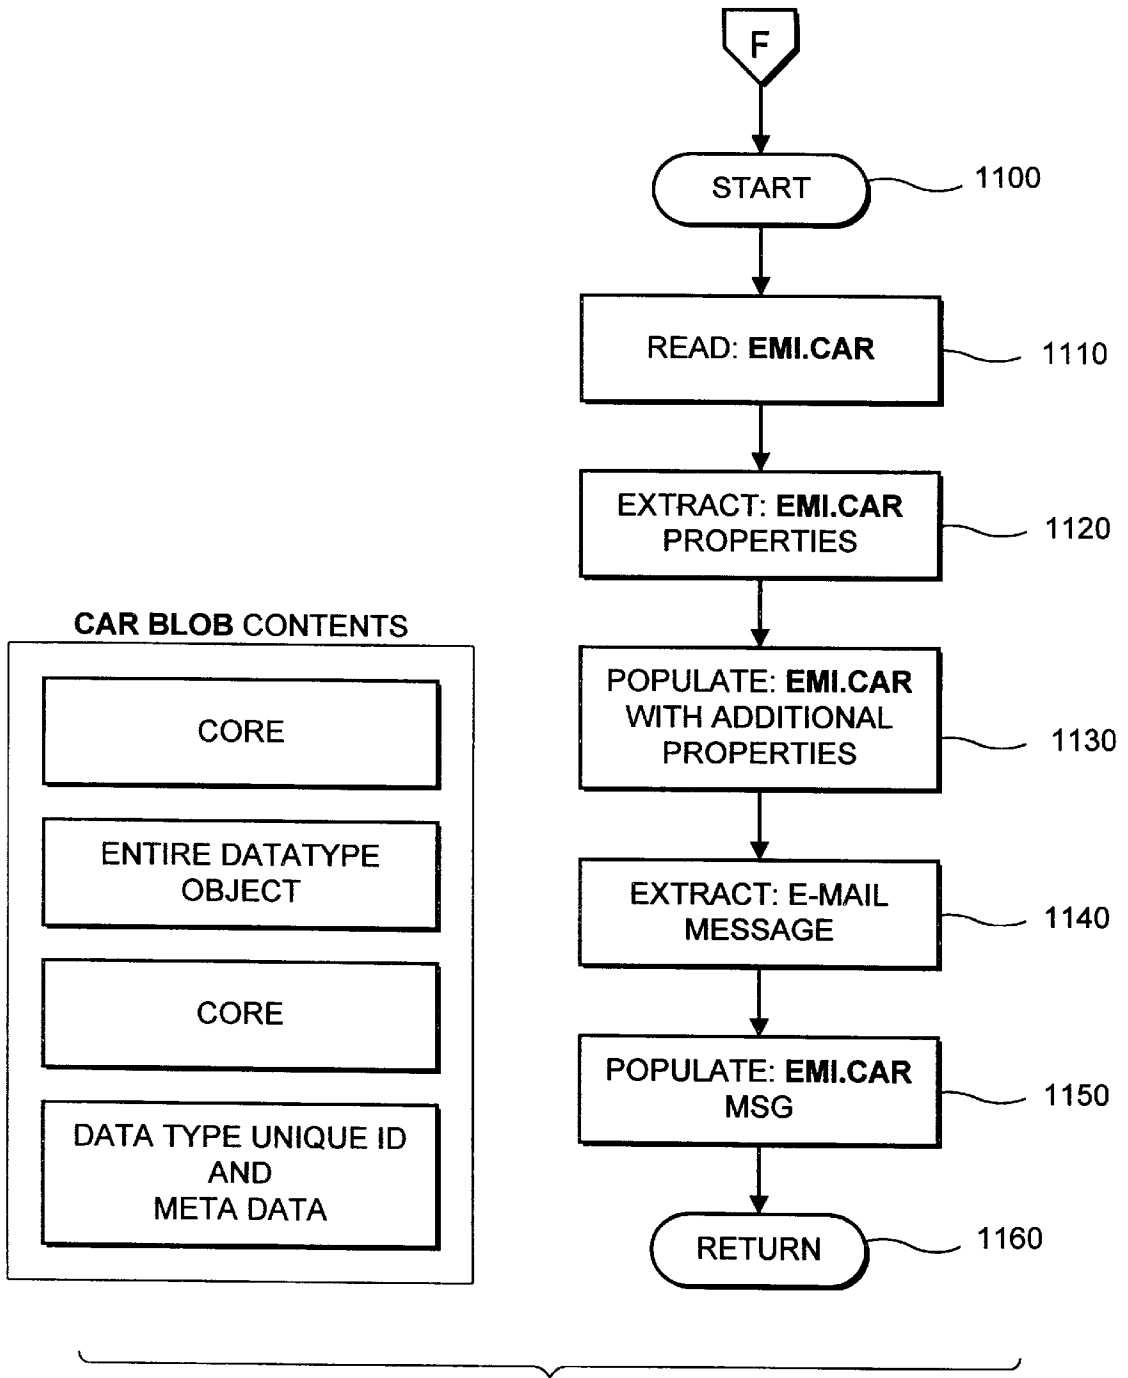 F
START
1100
READ: EMI.CAR
1110
EXTRACT: EMI.CAR
PROPERTIES
1120
POPULATE: EMI.CAR
WITH ADDITIONAL
PROPERTIES
1130
EXTRACT: E-MAIL
MESSAGE
1140
POPULATE: EMI.CAR
MSG
1150
RETURN
1160
CAR BLOB CONTENTS
CORE
ENTIRE DATATYPE
OBJECT
CORE
DATA TYPE UNIQUE ID
AND
META DATA